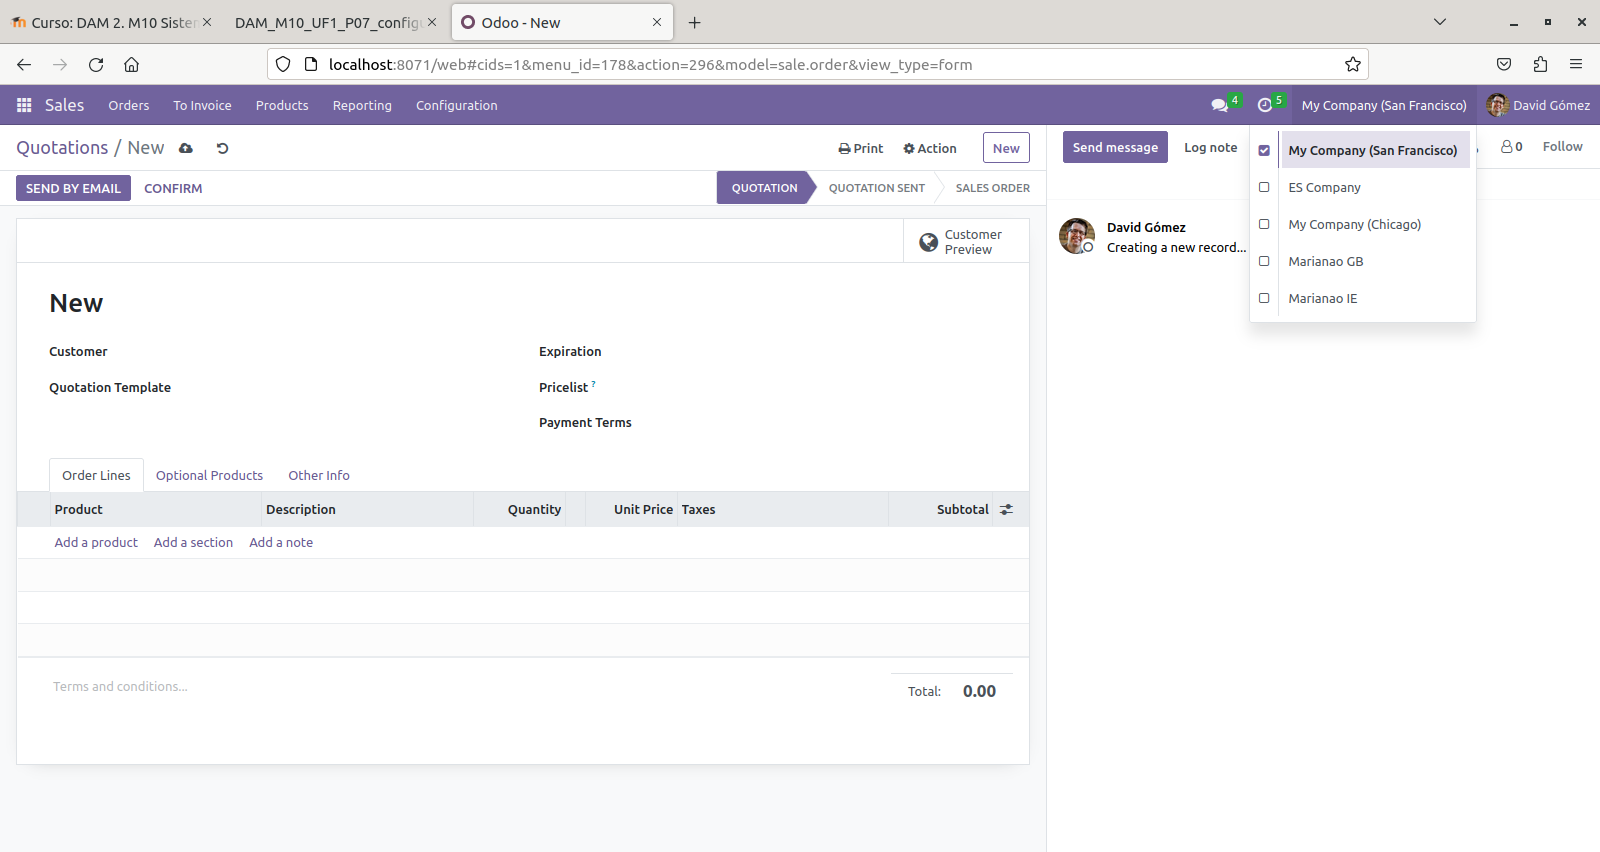 Curso: DAM 2. M10 Sister
DAM_M10_UF1_P07_config
Odoo - New
localhost:8071/web#cids=1&menu_id=178&action=296&model=sale.order&view_type=form
Sales
Orders
To Invoice
Products
Reporting
Configuration
4
5
My Company (San Francisco)
David Gómez
Quotations / New
Print
Action
New
Send message
Log note
0
Follow
My Company (San Francisco)
ES Company
My Company (Chicago)
Marianao GB
Marianao IE
SEND BY EMAIL
CONFIRM
QUOTATION
QUOTATION SENT
SALES ORDER
David Gómez
Creating a new record...
Customer
Preview
New
Customer
Expiration
Quotation Template
Pricelist ?
Payment Terms
Order Lines
Optional Products
Other Info
Product
Description
Quantity
Unit Price
Taxes
Subtotal
Add a product
Add a section
Add a note
Terms and conditions...
Total: 0.00